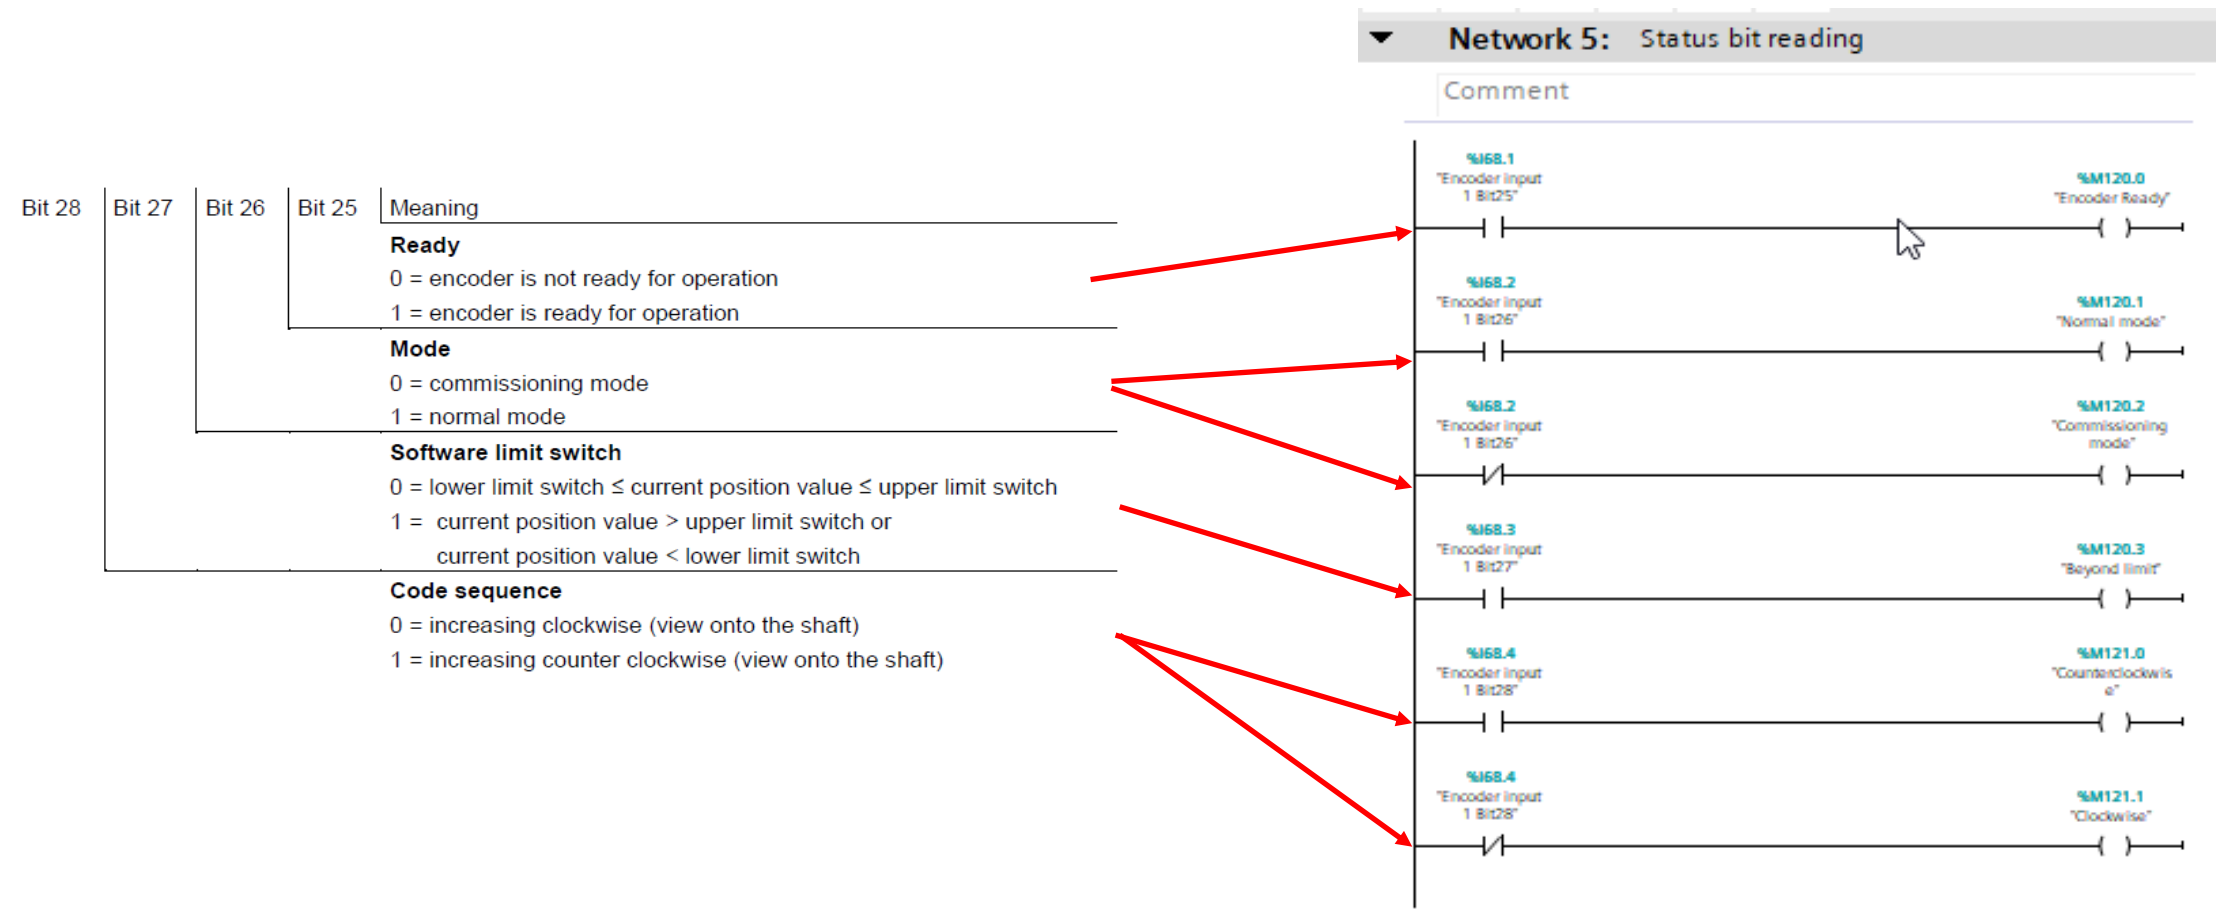 Bit 28 Bit 27 Bit 26 Bit 25 Meaning
Ready
0 = encoder is not ready for operation
1 = encoder is ready for operation
Mode
0 = commissioning mode
1 = normal mode
Software limit switch
0 = lower limit switch ≤ current position value ≤ upper limit switch
1 = current position value > upper limit switch or
current position value < lower limit switch
Code sequence
0 = increasing clockwise (view onto the shaft)
1 = increasing counter clockwise (view onto the shaft)
Network 5: Status bit reading
Comment
%I68.1
"Encoder input
1 Bit25"
%M120.0
"Encoder Ready"
%I68.2
"Encoder input
1 Bit26"
%M120.1
"Normal mode"
%I68.2
"Encoder input
1 Bit26"
%M120.2
"Commissioning
mode"
%I68.3
"Encoder input
1 Bit27"
%M120.3
"Beyond limit"
%I68.4
"Encoder input
1 Bit28"
%M121.0
"Counterclockwis
e"
%I68.4
"Encoder input
1 Bit28"
%M121.1
"Clockwise"